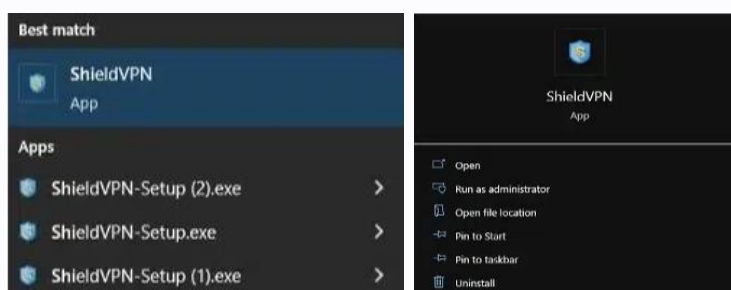 Best match
ShieldVPN
App
Apps
ShieldVPN-Setup (2).exe
ShieldVPN-Setup.exe
ShieldVPN-Setup (1).exe
ShieldVPN
App
Open
Run as administrator
Open file location
Pin to Start
Pin to taskbar
Uninstall